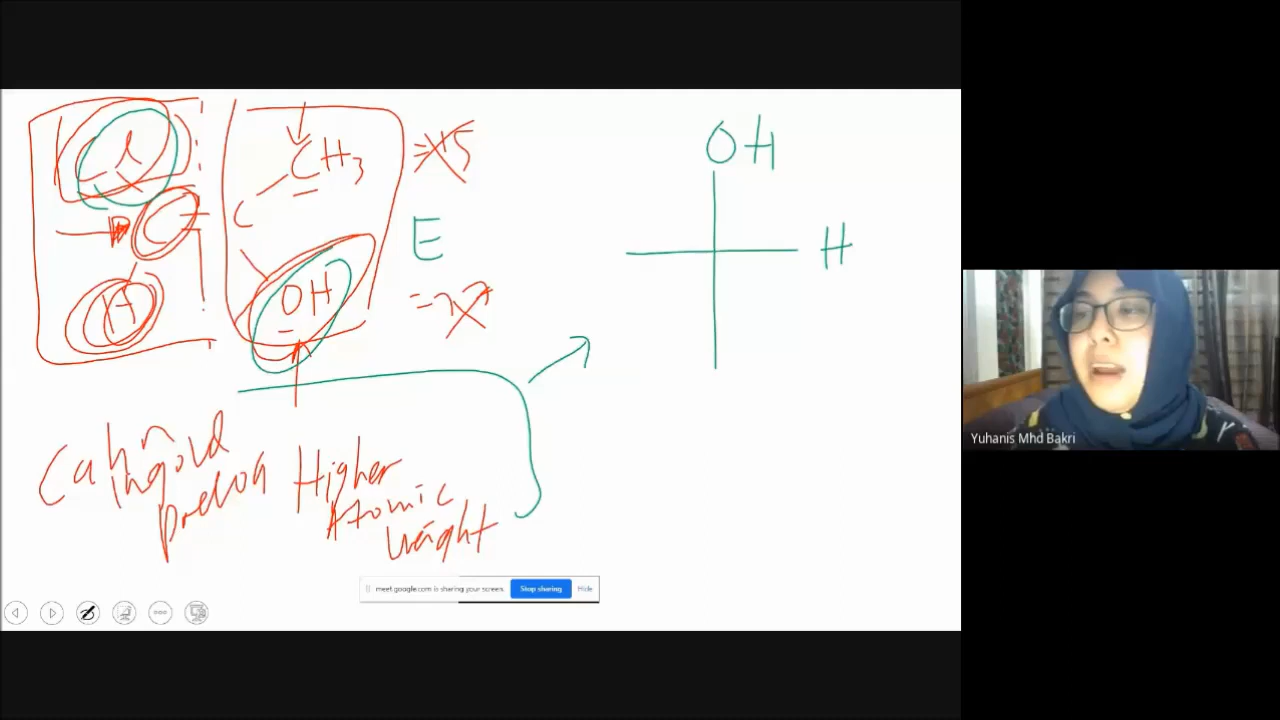 CH3
=X15
C
E
OH
H
OH
H
Cahn
Ingold
prelog
Higher
Atomic
weight
meet.google.com is sharing your screen.
Stop sharing
Hide
Yuhanis Mhd Bakri